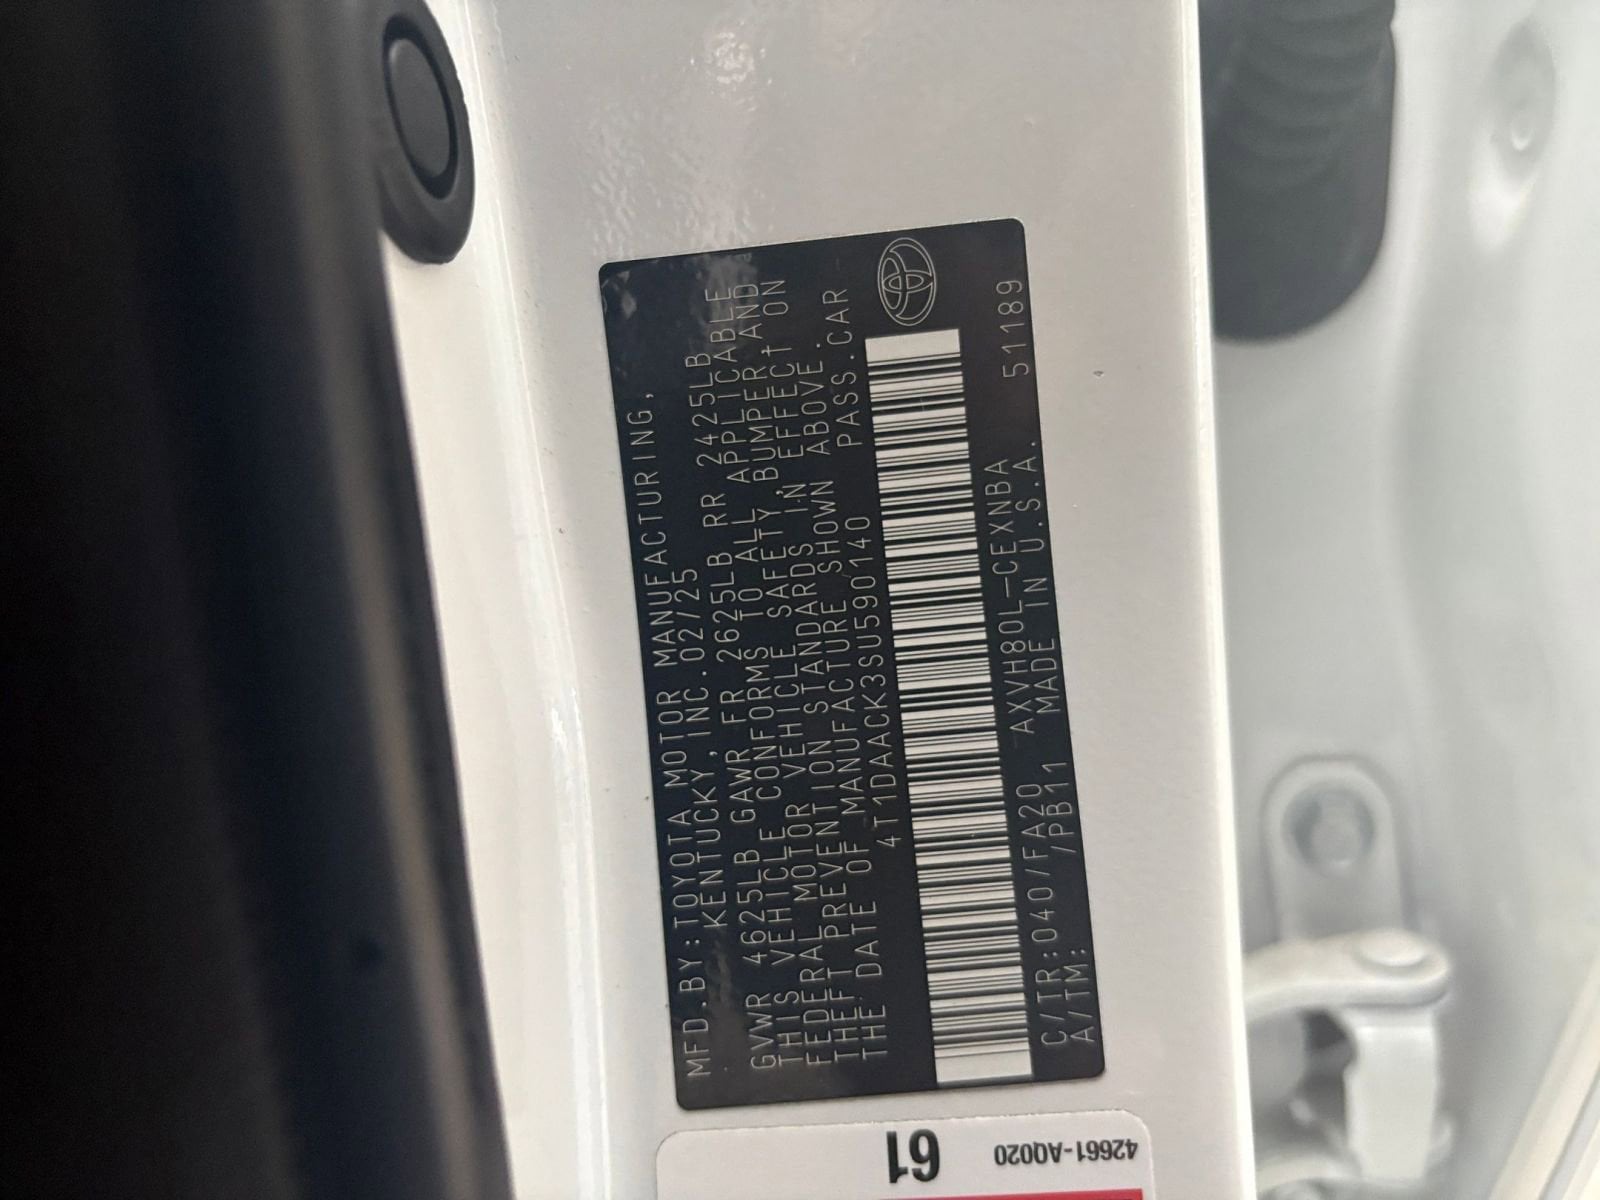 MFD.BY:TOYOTA MOTOR MANUFACTURING,
KENTUCKY, INC.02/25
GVWR 4625LB GAWR FR 2625LB RR 2425LB
THIS VEHICLE CONFORMS TO ALL APPLICABLE
FEDERAL MOTOR VEHICLE SAFETY, BUMPER, AND
THEFT PREVENTION STANDARDS IN EFFECT ON
THE DATE OF MANUFACTURE SHOWN ABOVE.
4T1DAACK3SU590140 PASS.CAR
C/TR:040/FA20 AXVH80L-CEXNBA 51189
A/TM: /PB11 MADE IN U.S.A.
61
42661-AQ020